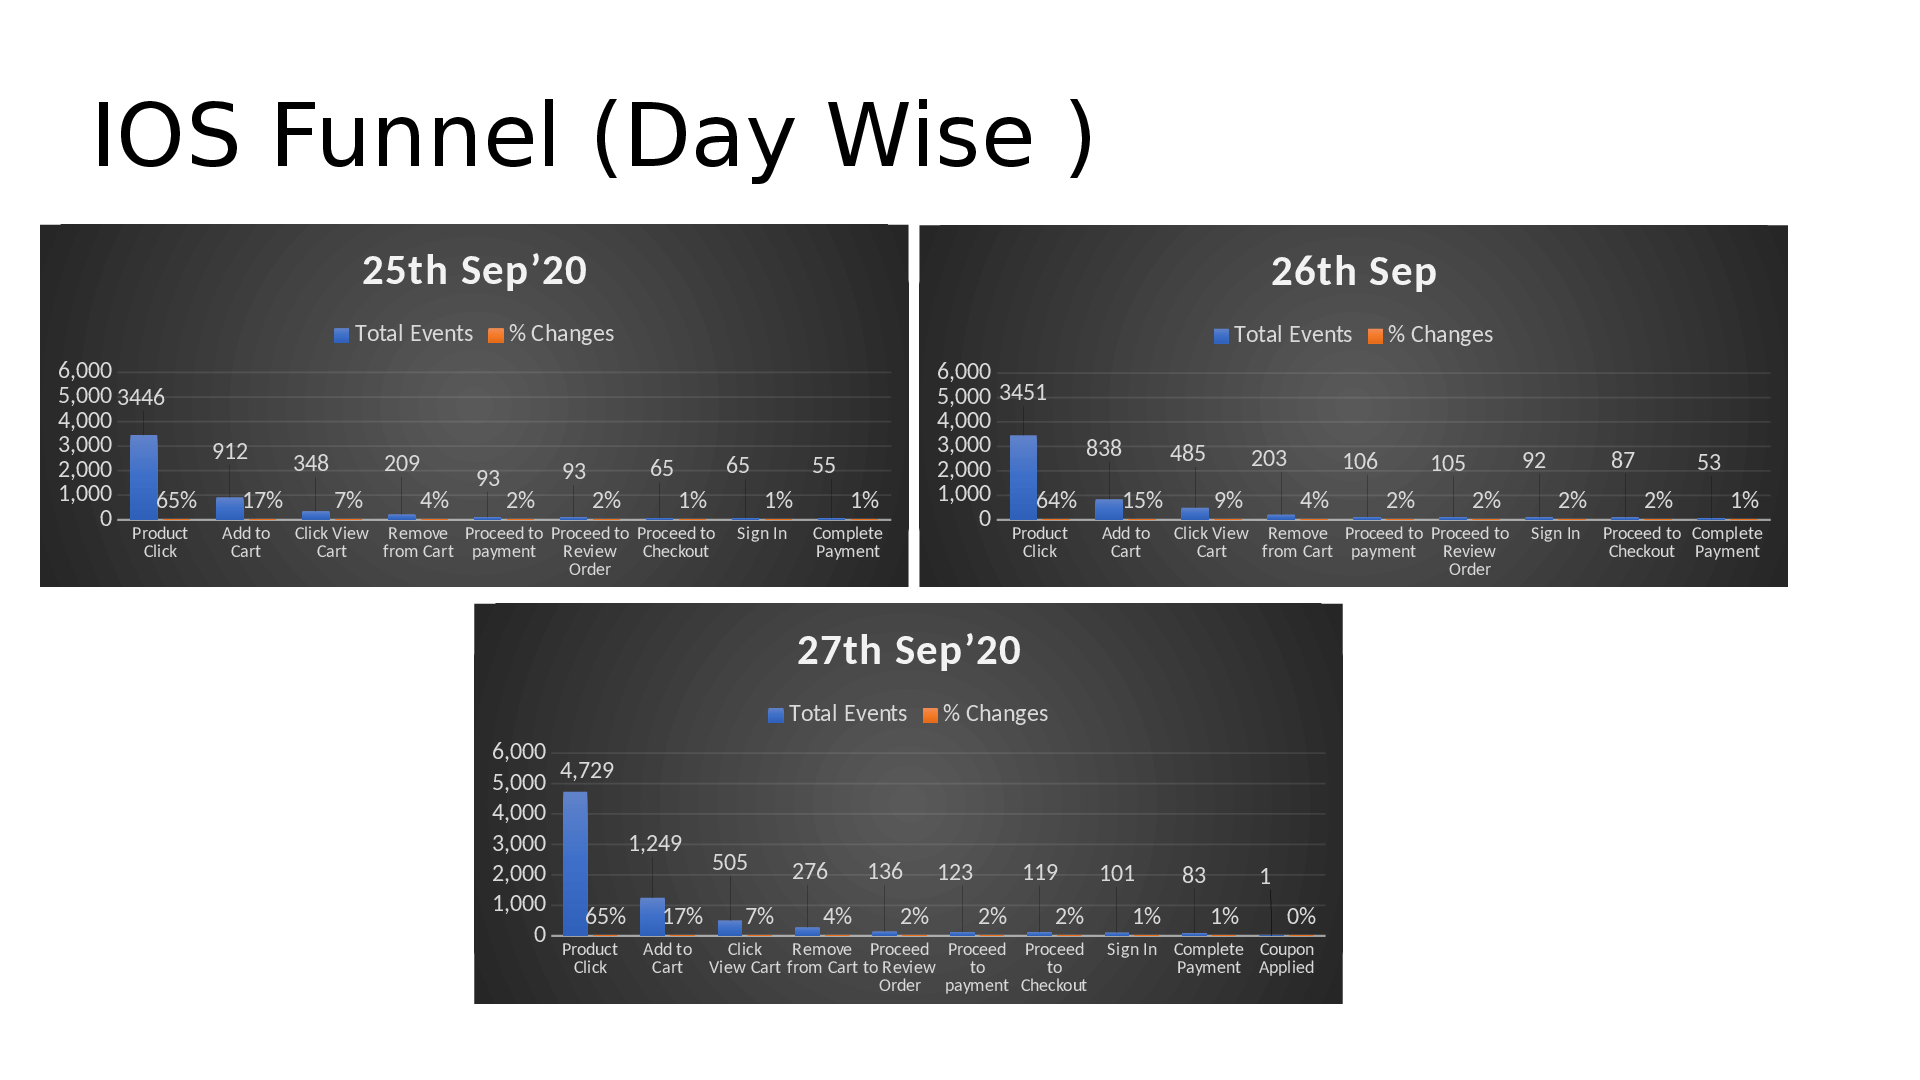 IOS Funnel (Day Wise )
25th Sep’20
Total Events % Changes
6,000
5,000
4,000
3,000
2,000
1,000
0
3446 912 348 209 93 93 65 65 55
65% 17% 7% 4% 2% 2% 1% 1% 1%
Product Click
Add to Cart
Click View Cart
Remove from Cart
Proceed to payment
Proceed to Review Order
Proceed to Checkout
Sign In
Complete Payment
26th Sep
Total Events % Changes
6,000
5,000
4,000
3,000
2,000
1,000
0
3451 838 485 203 106 105 92 87 53
64% 15% 9% 4% 2% 2% 2% 2% 1%
Product Click
Add to Cart
Click View Cart
Remove from Cart
Proceed to payment
Proceed to Review Order
Sign In
Proceed to Checkout
Complete Payment
27th Sep’20
Total Events % Changes
6,000
5,000
4,000
3,000
2,000
1,000
0
4,729 1,249 505 276 136 123 119 101 83 1
65% 17% 7% 4% 2% 2% 2% 1% 1% 0%
Product Click
Add to Cart
Click View Cart
Remove from Cart
Proceed to Review Order
Proceed to payment
Proceed to Checkout
Sign In
Complete Payment
Coupon Applied